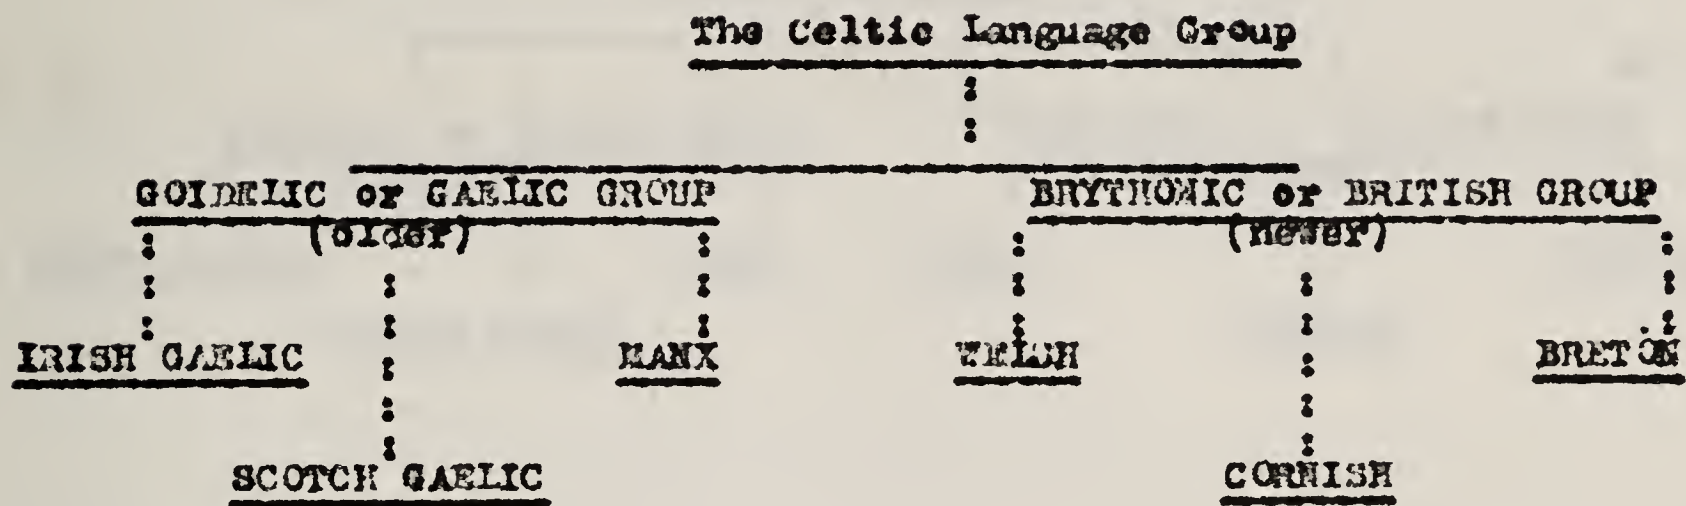 The Celtic Language Group
GOIDELIC or GAELIC GROUP
(older)
BRYTHONIC or BRITISH GROUP
(newer)
IRISH GAELIC
MANX
WELSH
BRETON
SCOTCH GAELIC
CORNISH